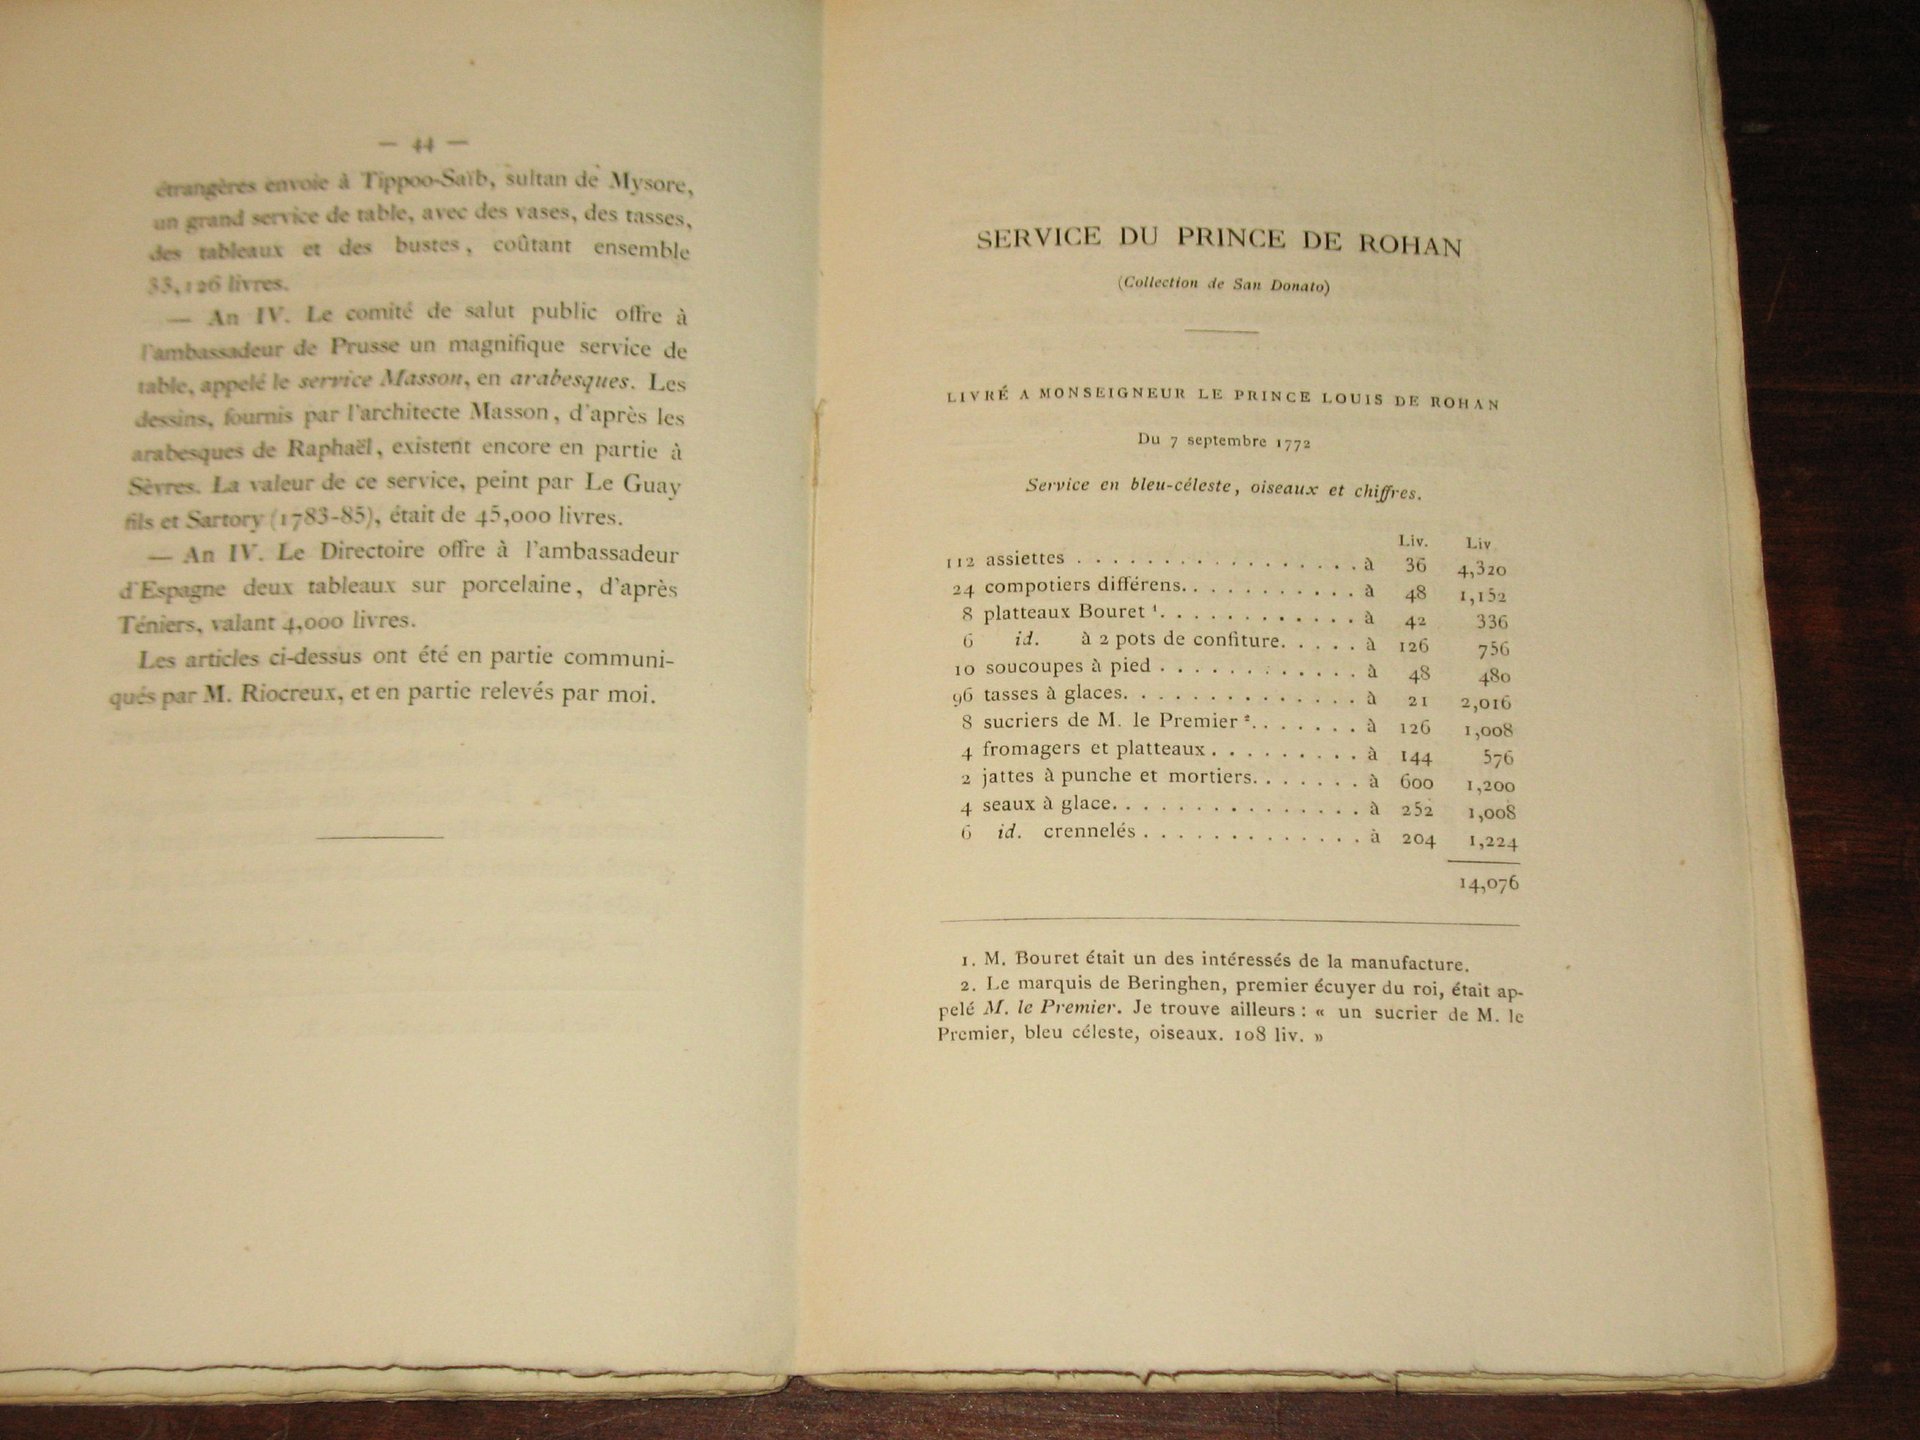 — 44 —
étrangères envoie à Tippoo-Saïb, sultan de Mysore,
un grand service de table, avec des vases, des tasses,
des tableaux et des bustes, coûtant ensemble
33,126 livres.
— An IV. Le comité de salut public offre à
l'ambassadeur de Prusse un magnifique service de
table, appelé le service Masson, en arabesques. Les
dessins, fournis par l'architecte Masson, d'après les
arabesques de Raphaël, existent encore en partie à
Sèvres. La valeur de ce service, peint par Le Guay
fils et Sartory (1783-85), était de 45,000 livres.
— An IV. Le Directoire offre à l'ambassadeur
d'Espagne deux tableaux sur porcelaine, d'après
Téniers, valant 4,000 livres.
Les articles ci-dessus ont été en partie communi-
qués par M. Riocreux, et en partie relevés par moi.
SERVICE DU PRINCE DE ROHAN
(Collection de San Donato)
LIVRÉ A MONSEIGNEUR LE PRINCE LOUIS DE ROHAN
Du 7 septembre 1772
Service en bleu-céleste, oiseaux et chiffres.
Liv. Liv
112 assiettes . . . . . . . . . . . . . . . . à 36 4,320
24 compotiers différens. . . . . . . . . . . à 48 1,152
8 platteaux Bouret ¹. . . . . . . . . . . . à 42 336
6 id. à 2 pots de confiture. . . . . à 126 756
10 soucoupes à pied . . . . . . . . . . . . à 48 480
96 tasses à glaces. . . . . . . . . . . . . . à 21 2,016
8 sucriers de M. le Premier ². . . . . . . à 126 1,008
4 fromagers et platteaux . . . . . . . . . à 144 576
2 jattes à punche et mortiers. . . . . . . à 600 1,200
4 seaux à glace. . . . . . . . . . . . . . . à 252 1,008
6 id. crennelés . . . . . . . . . . . . . à 204 1,224
14,076
1. M. Bouret était un des intéressés de la manufacture.
2. Le marquis de Beringhen, premier écuyer du roi, était ap-
pelé M. le Premier. Je trouve ailleurs : « un sucrier de M. le
Premier, bleu céleste, oiseaux. 108 liv. »